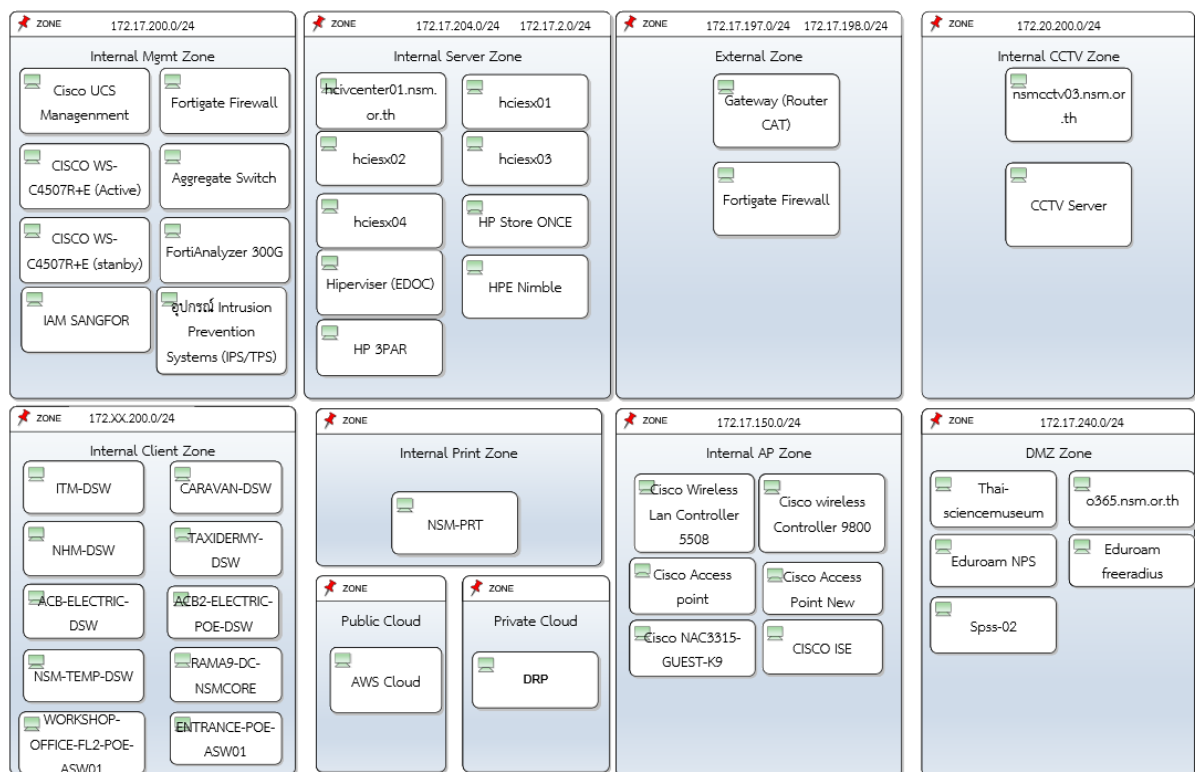 ZONE 172.17.200.0/24
Internal Mgmt Zone
Cisco UCS
Managenment
Fortigate Firewall
CISCO WS-
C4507R+E (Active)
Aggregate Switch
CISCO WS-
C4507R+E (stanby)
FortiAnalyzer 300G
IAM SANGFOR
อุปกรณ์ Intrusion
Prevention
Systems (IPS/TPS)
ZONE 172.17.204.0/24 172.17.2.0/24
Internal Server Zone
hcivcenter01.nsm.
or.th
hciesx01
hciesx02
hciesx03
hciesx04
HP Store ONCE
Hiperviser (EDOC)
HPE Nimble
HP 3PAR
ZONE 172.17.197.0/24 172.17.198.0/24
External Zone
Gateway (Router
CAT)
Fortigate Firewall
ZONE 172.20.200.0/24
Internal CCTV Zone
nsmcctv03.nsm.or
.th
CCTV Server
ZONE 172.XX.200.0/24
Internal Client Zone
ITM-DSW
CARAVAN-DSW
NHM-DSW
TAXIDERMY-
DSW
ACB-ELECTRIC-
DSW
ACB2-ELECTRIC-
POE-DSW
NSM-TEMP-DSW
RAMA9-DC-
NSMCORE
WORKSHOP-
OFFICE-FL2-POE-
ASW01
ENTRANCE-POE-
ASW01
ZONE
Internal Print Zone
NSM-PRT
ZONE
Public Cloud
AWS Cloud
ZONE
Private Cloud
DRP
ZONE 172.17.150.0/24
Internal AP Zone
Cisco Wireless
Lan Controller
5508
Cisco wireless
Controller 9800
Cisco Access
point
Cisco Access
Point New
Cisco NAC3315-
GUEST-K9
CISCO ISE
ZONE 172.17.240.0/24
DMZ Zone
Thai-
sciencemuseum
o365.nsm.or.th
Eduroam NPS
Eduroam
freeradius
Spss-02